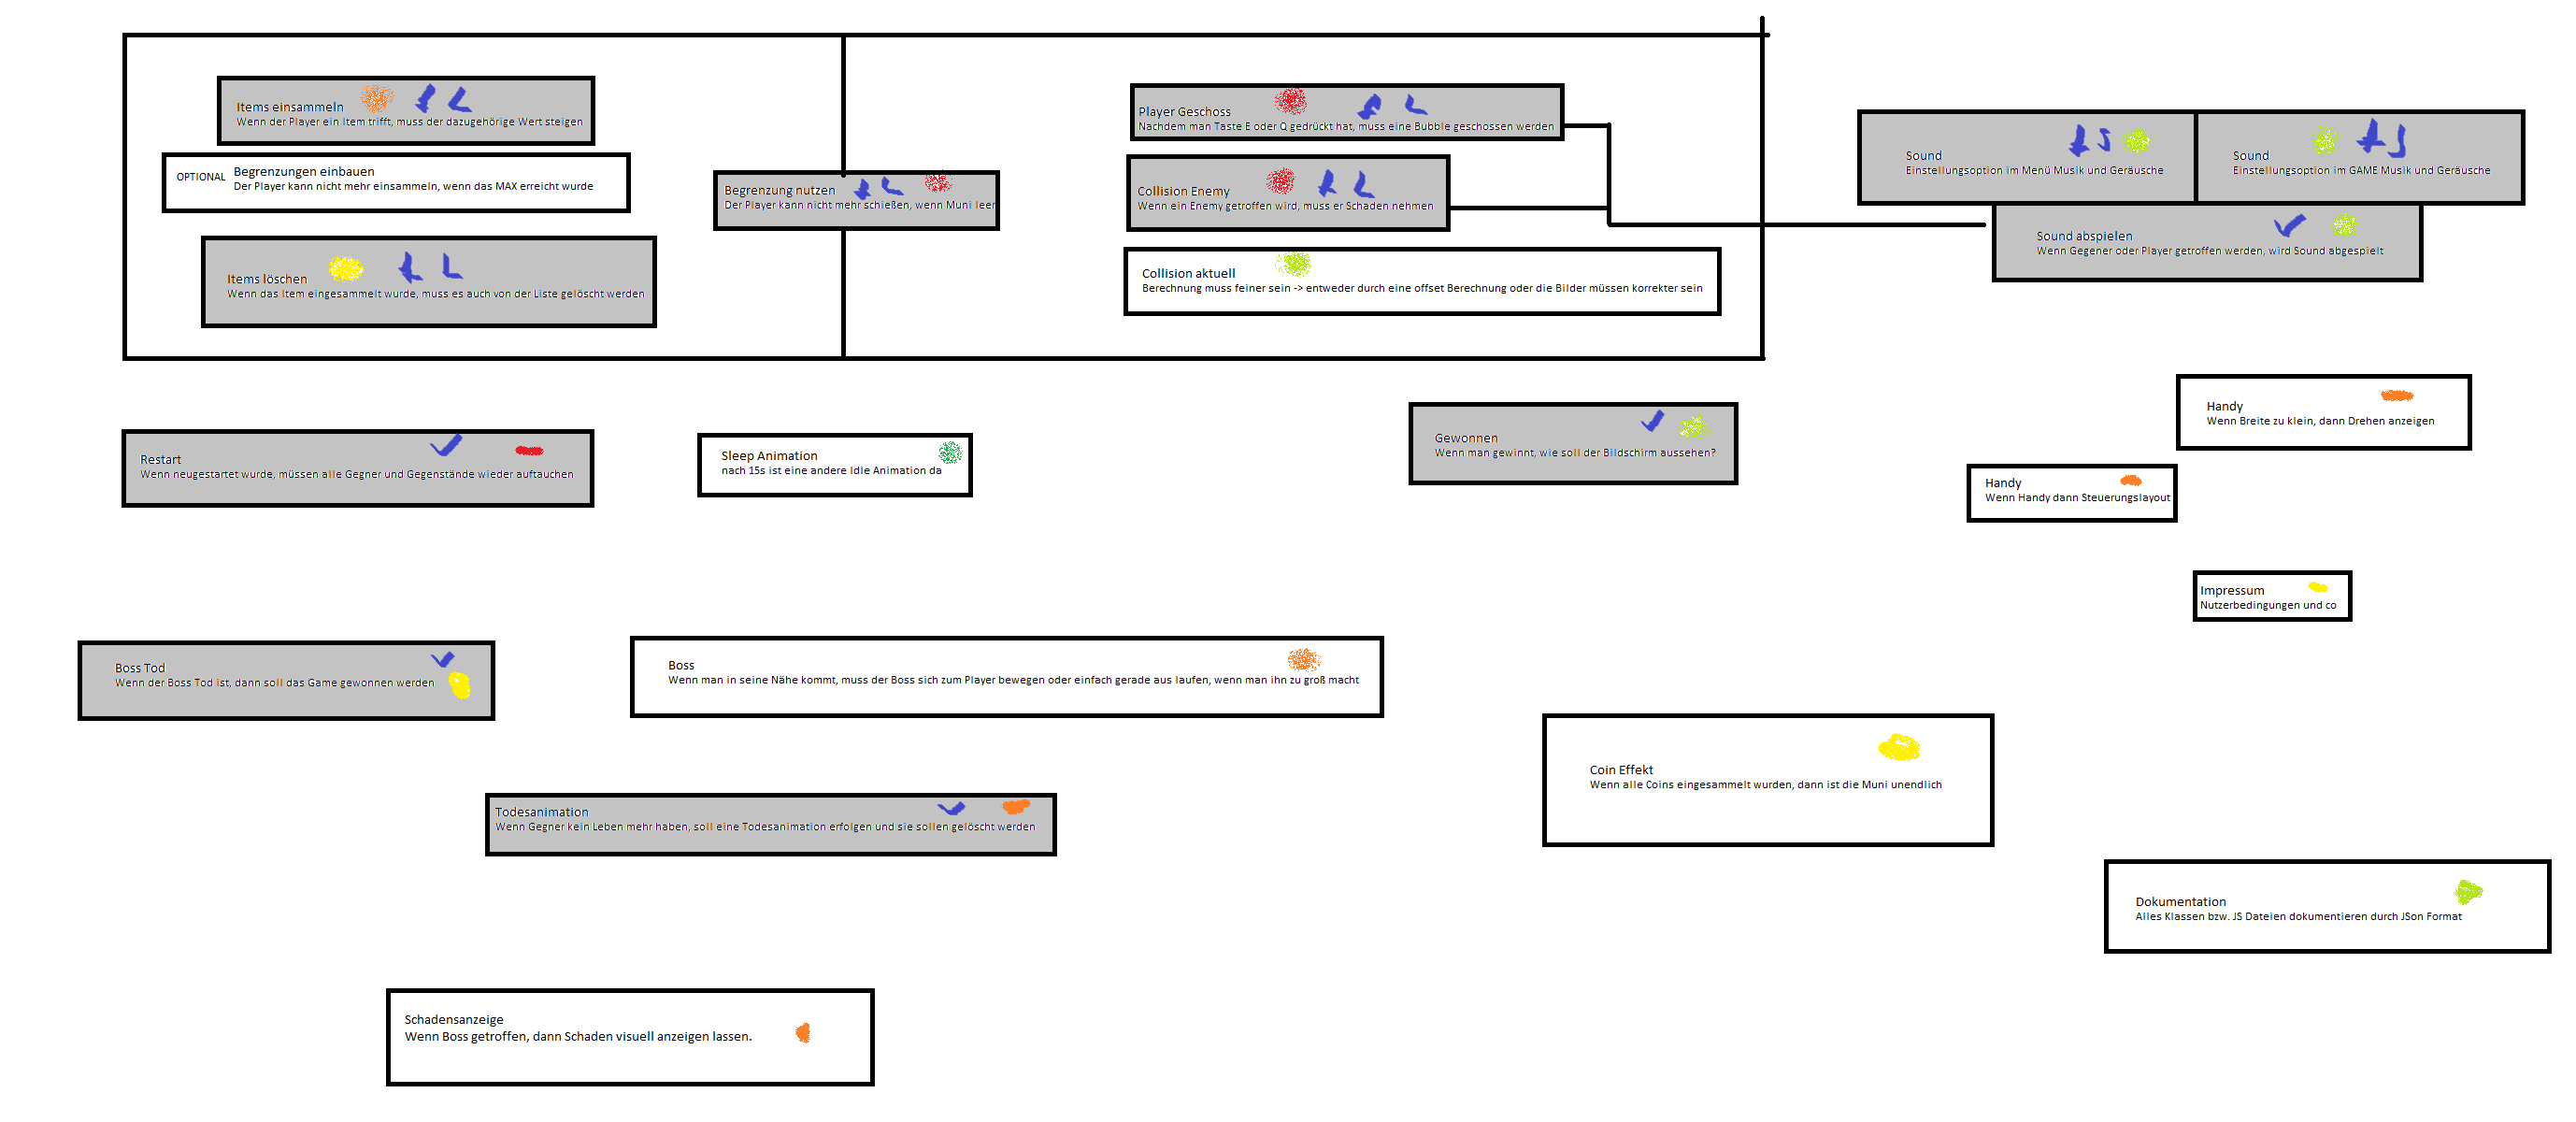 Items einsammeln
Wenn der Player ein Item trifft, muss der dazugehörige Wert steigen
OPTIONAL
Begrenzungen einbauen
Der Player kann nicht mehr einsammeln, wenn das MAX erreicht wurde
Items löschen
Wenn das Item eingesammelt wurde, muss es auch von der Liste gelöscht werden
Begrenzung nutzen
Der Player kann nicht mehr schießen, wenn Muni leer
Player Geschoss
Nachdem man Taste E oder Q gedrückt hat, muss eine Bubble geschossen werden
Collision Enemy
Wenn ein Enemy getroffen wird, muss er Schaden nehmen
Collision aktuell
Berechnung muss feiner sein -> entweder durch eine offset Berechnung oder die Bilder müssen korrekter sein
Sound
Einstellungsoption im Menü Musik und Geräusche
Sound
Einstellungsoption im GAME Musik und Geräusche
Sound abspielen
Wenn Gegener oder Player getroffen werden, wird Sound abgespielt
Handy
Wenn Breite zu klein, dann Drehen anzeigen
Restart
Wenn neugestartet wurde, müssen alle Gegner und Gegenstände wieder auftauchen
Sleep Animation
nach 15s ist eine andere Idle Animation da
Gewonnen
Wenn man gewinnt, wie soll der Bildschirm aussehen?
Handy
Wenn Handy dann Steuerungslayout
Impressum
Nutzerbedingungen und co
Boss Tod
Wenn der Boss Tod ist, dann soll das Game gewonnen werden
Boss
Wenn man in seine Nähe kommt, muss der Boss sich zum Player bewegen oder einfach gerade aus laufen, wenn man ihn zu groß macht
Coin Effekt
Wenn alle Coins eingesammelt wurden, dann ist die Muni unendlich
Todesanimation
Wenn Gegner kein Leben mehr haben, soll eine Todesanimation erfolgen und sie sollen gelöscht werden
Dokumentation
Alles Klassen bzw. JS Dateien dokumentieren durch JSon Format
Schadensanzeige
Wenn Boss getroffen, dann Schaden visuell anzeigen lassen.